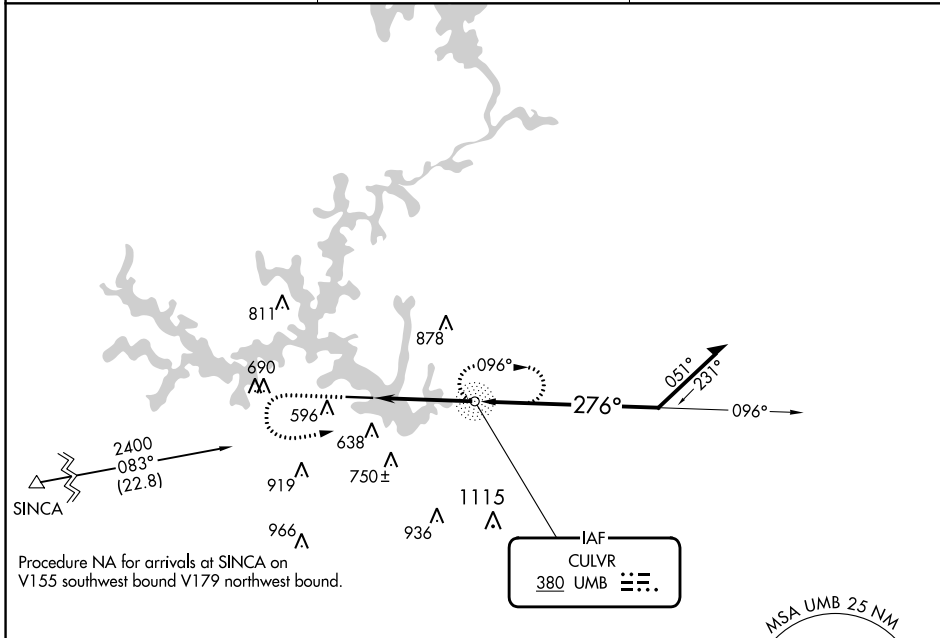 811
878
096°
051°
231°
690
276°
096°
596
638
2400
083°
(22.8)
919
750±
SINCA
1115
966
936
IAF
CULVR
380 UMB
Procedure NA for arrivals at SINCA on
V155 southwest bound V179 northwest bound.
MSA UMB 25 NM